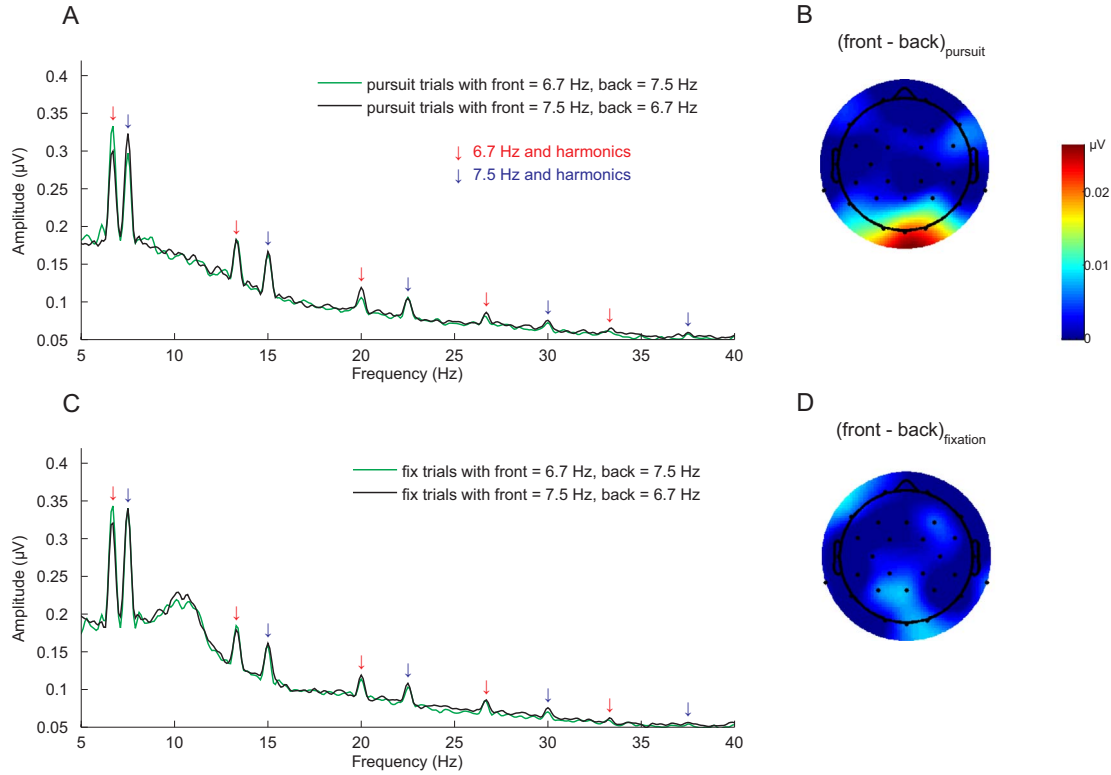 A
0.4
0.35
0.3
0.25
0.2
0.15
0.1
0.05
Amplitude (µV)
pursuit trials with front = 6.7 Hz, back = 7.5 Hz
pursuit trials with front = 7.5 Hz, back = 6.7 Hz
↓ 6.7 Hz and harmonics
↓ 7.5 Hz and harmonics
5 10 15 20 25 30 35 40
Frequency (Hz)
B
(front - back)pursuit
µV
0.02
0.01
0
C
0.4
0.35
0.3
0.25
0.2
0.15
0.1
0.05
Amplitude (µV)
fix trials with front = 6.7 Hz, back = 7.5 Hz
fix trials with front = 7.5 Hz, back = 6.7 Hz
5 10 15 20 25 30 35 40
Frequency (Hz)
D
(front - back)fixation